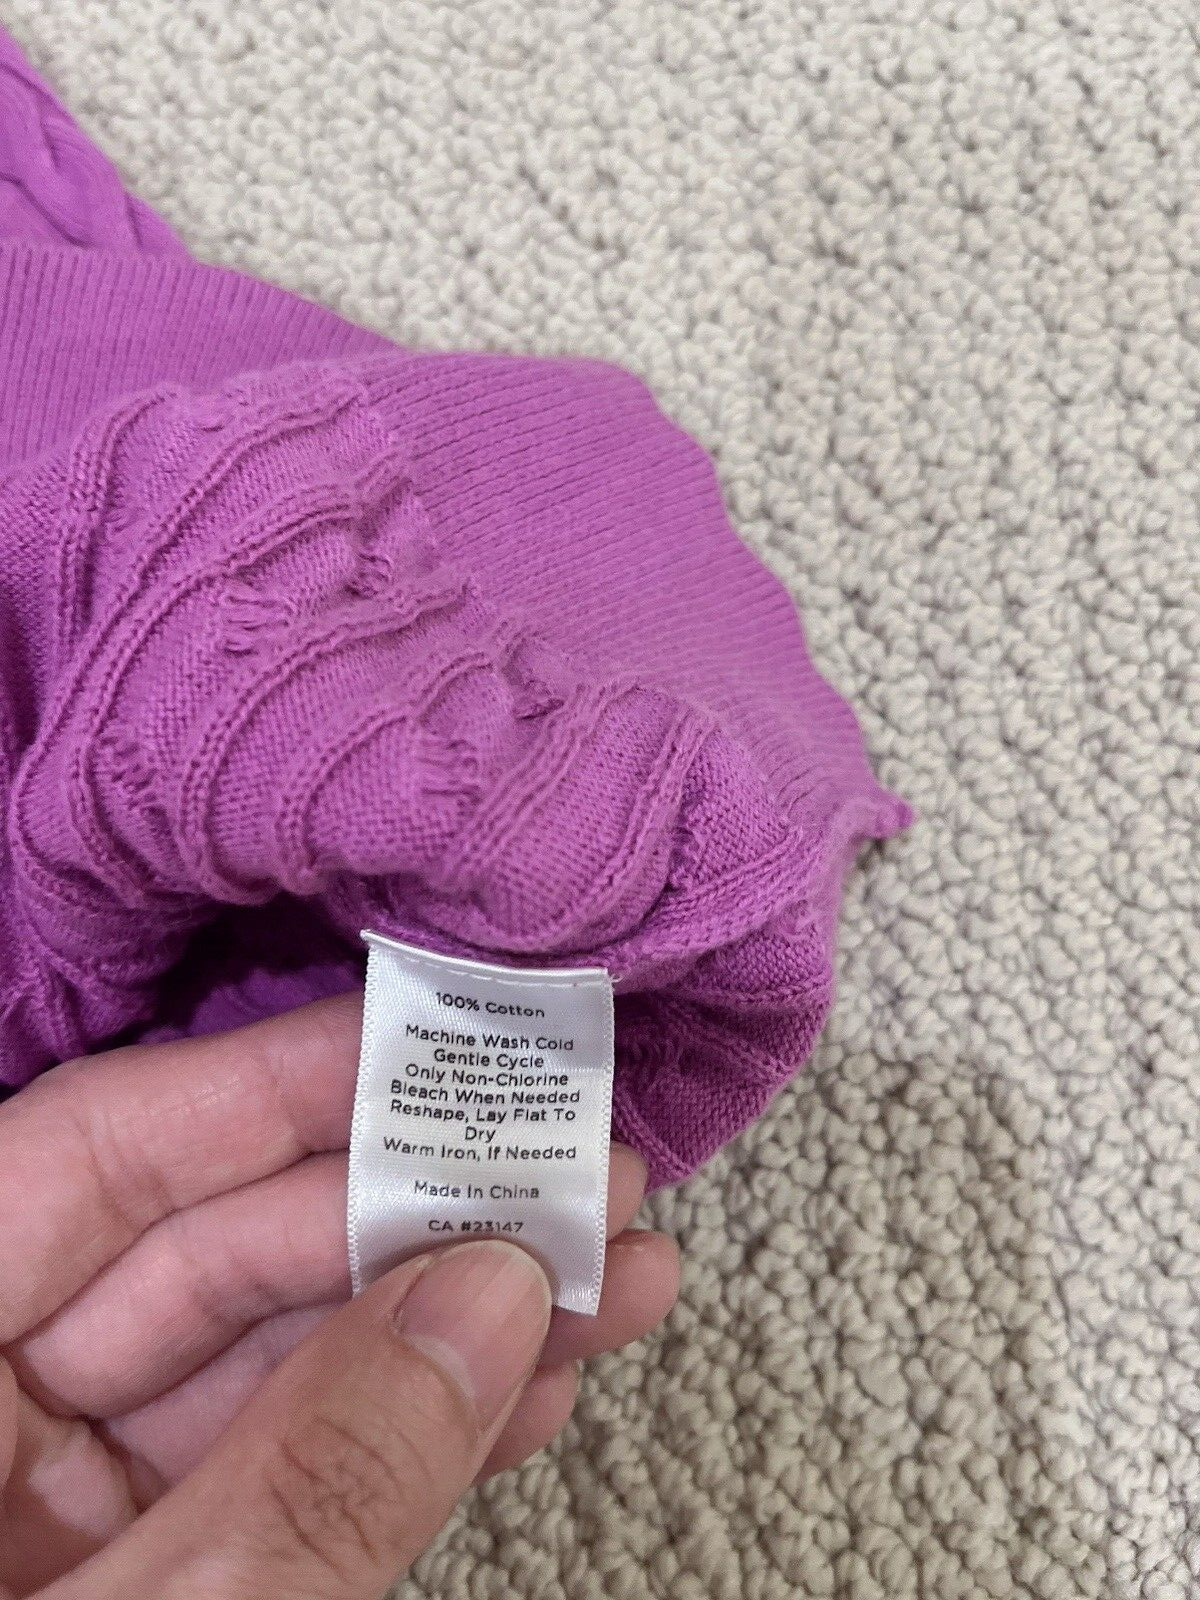 100% Cotton
Machine Wash Cold
Gentle Cycle
Only Non-Chlorine
Bleach When Needed
Reshape, Lay Flat To
Dry
Warm Iron, If Needed
Made In China
CA #23147